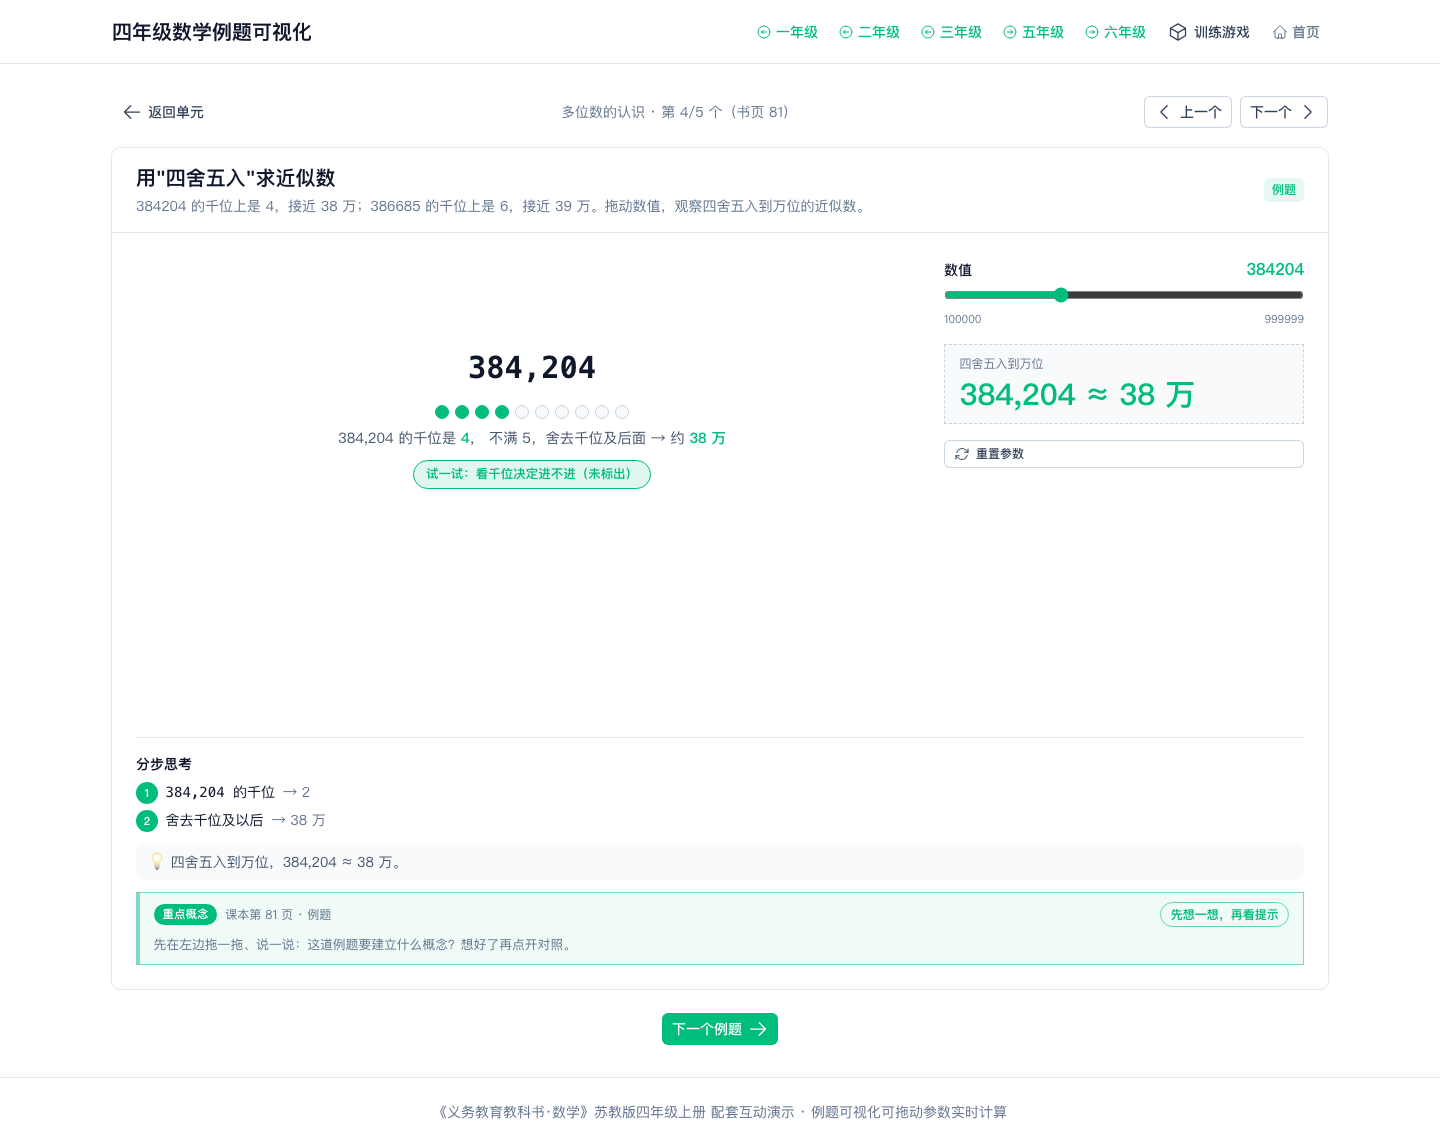 四年级数学例题可视化
一年级 二年级 三年级 五年级 六年级 训练游戏 首页
返回单元
多位数的认识 · 第 4/5 个（书页 81）
上一个 下一个
用"四舍五入"求近似数
例题
384204 的千位上是 4，接近 38 万；386685 的千位上是 6，接近 39 万。拖动数值，观察四舍五入到万位的近似数。
384,204
384,204 的千位是 4， 不满 5，舍去千位及后面 → 约 38 万
试一试：看千位决定进不进（未标出）
数值 384204
100000 999999
四舍五入到万位
384,204 ≈ 38 万
重置参数
分步思考
1 384,204 的千位 → 2
2 舍去千位及以后 → 38 万
💡 四舍五入到万位，384,204 ≈ 38 万。
重点概念 课本第 81 页 · 例题
先想一想，再看提示
先在左边拖一拖、说一说：这道例题要建立什么概念？想好了再点开对照。
下一个例题 →
《义务教育教科书·数学》苏教版四年级上册 配套互动演示 · 例题可视化可拖动参数实时计算